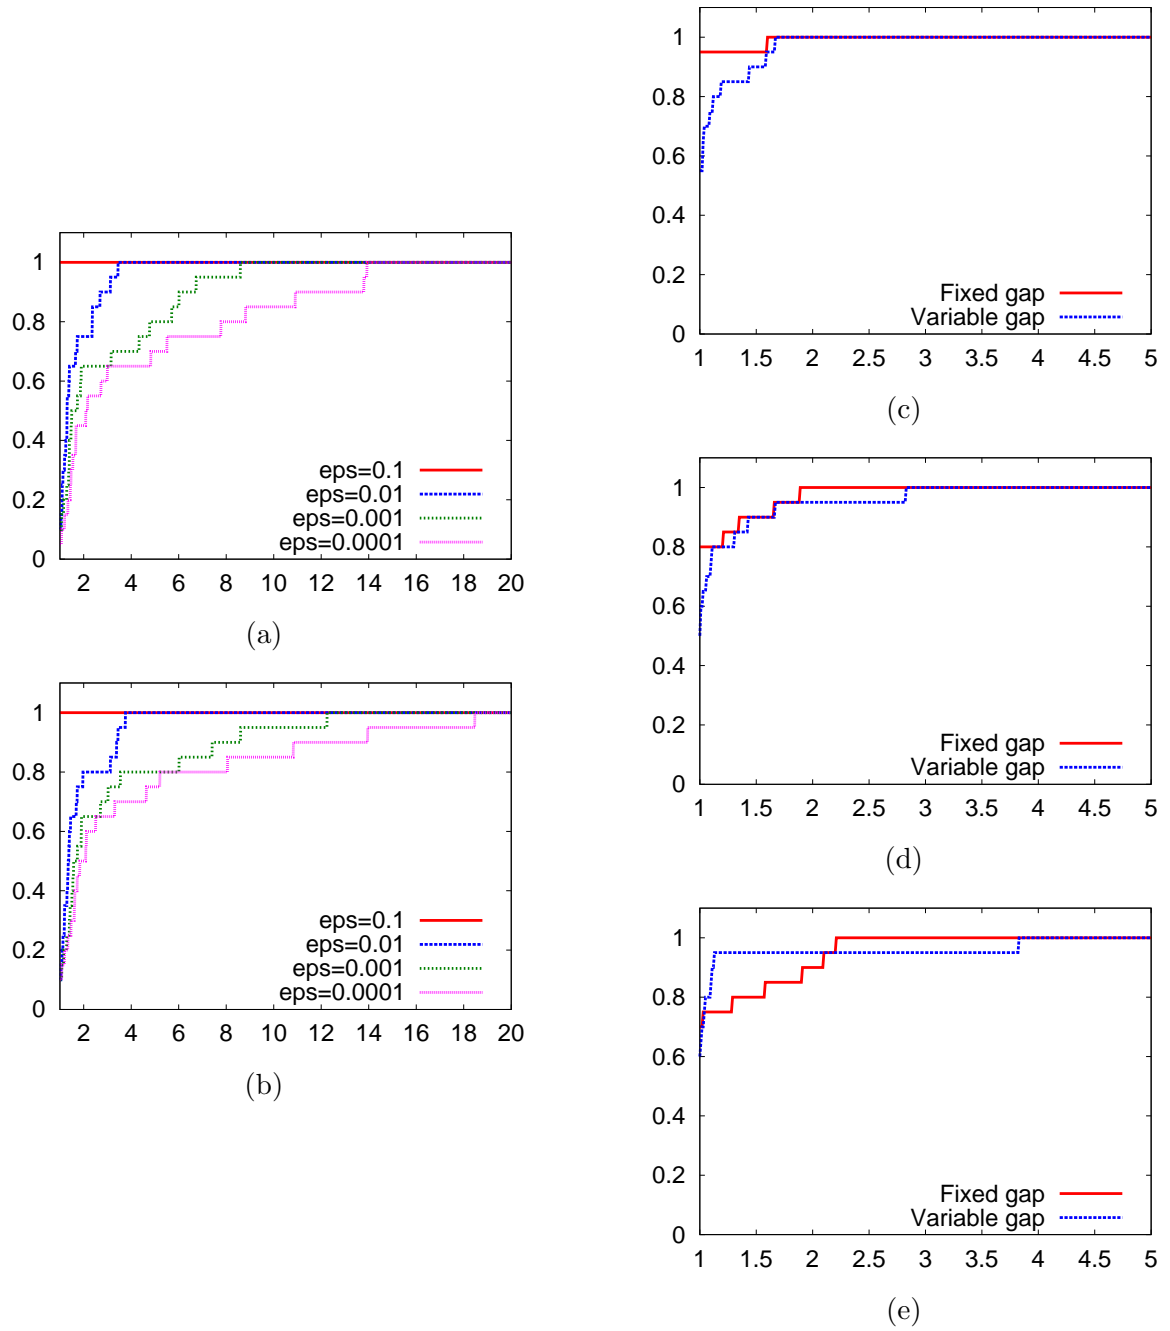 1
0.8
0.6
0.4
0.2
0
eps=0.1
eps=0.01
eps=0.001
eps=0.0001
2 4 6 8 10 12 14 16 18 20
(a)
1
0.8
0.6
0.4
0.2
0
eps=0.1
eps=0.01
eps=0.001
eps=0.0001
2 4 6 8 10 12 14 16 18 20
(b)
1
0.8
0.6
0.4
0.2
0
Fixed gap
Variable gap
1 1.5 2 2.5 3 3.5 4 4.5 5
(c)
1
0.8
0.6
0.4
0.2
0
Fixed gap
Variable gap
1 1.5 2 2.5 3 3.5 4 4.5 5
(d)
1
0.8
0.6
0.4
0.2
0
Fixed gap
Variable gap
1 1.5 2 2.5 3 3.5 4 4.5 5
(e)